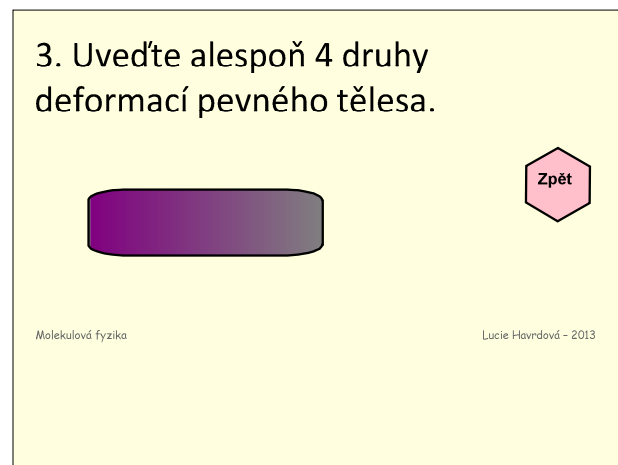 3. Uveďte alespoň 4 druhy
deformací pevného tělesa.
Zpět
Molekulová fyzika
Lucie Havrdová – 2013